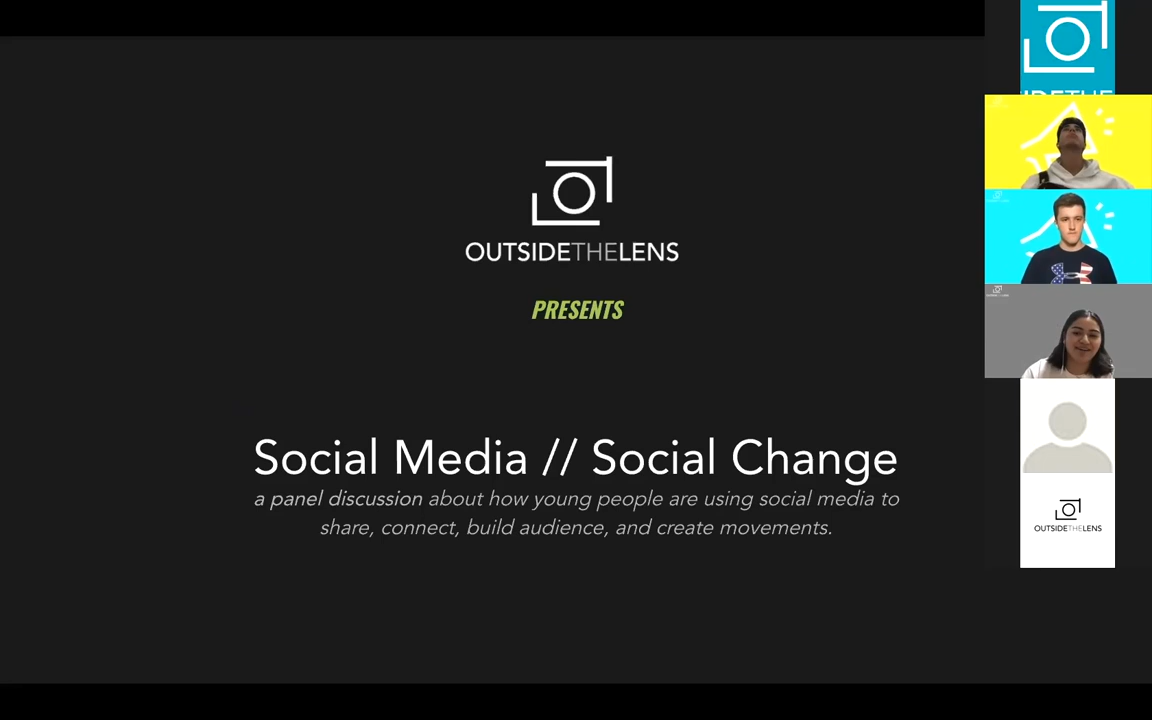 OUTSIDETHELENS
PRESENTS
Social Media // Social Change
a panel discussion about how young people are using social media to
share, connect, build audience, and create movements.
IDETHE
OUTSIDETHELENS